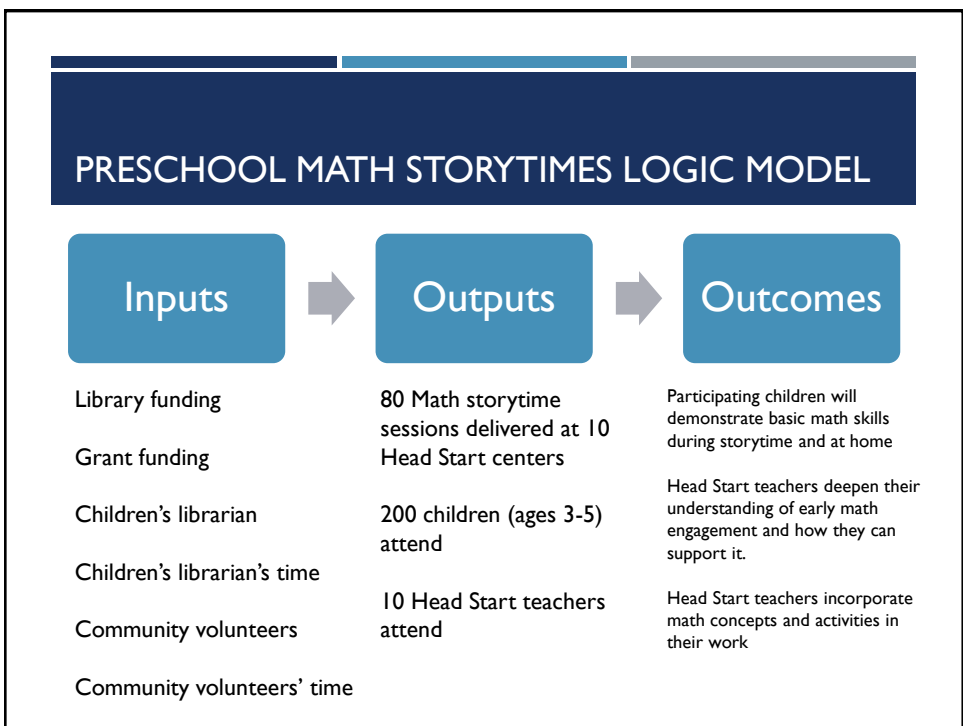 PRESCHOOL MATH STORYTIMES LOGIC MODEL
Inputs
Outputs
Outcomes
Library funding
Grant funding
Children’s librarian
Children’s librarian’s time
Community volunteers
Community volunteers’ time
80 Math storytime
sessions delivered at 10
Head Start centers
200 children (ages 3-5)
attend
10 Head Start teachers
attend
Participating children will
demonstrate basic math skills
during storytime and at home
Head Start teachers deepen their
understanding of early math
engagement and how they can
support it.
Head Start teachers incorporate
math concepts and activities in
their work